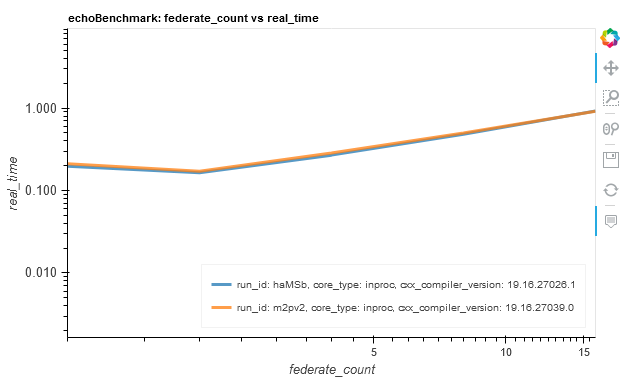 echoBenchmark: federate_count vs real_time
1.000
0.100
0.010
real_time
run_id: haMSb, core_type: inproc, cxx_compiler_version: 19.16.27026.1
run_id: m2pv2, core_type: inproc, cxx_compiler_version: 19.16.27039.0
5
10
15
federate_count